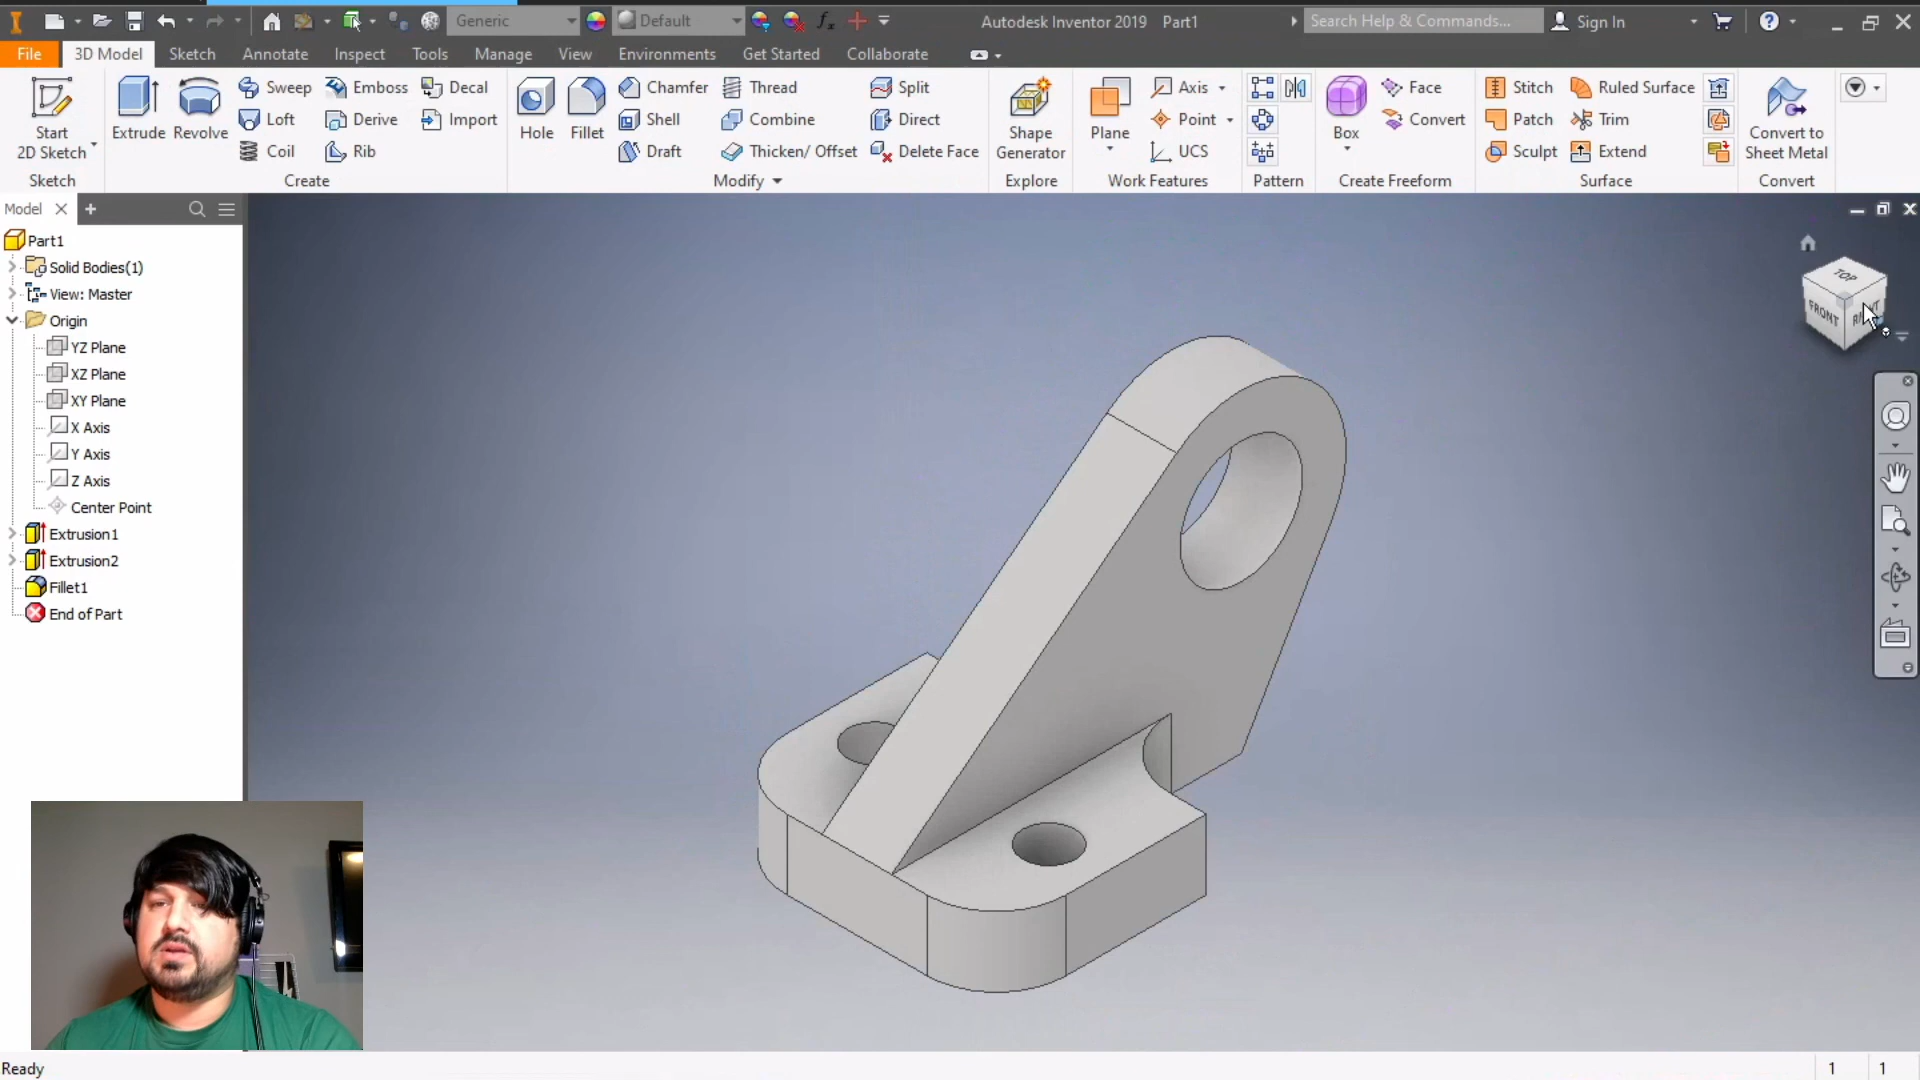 Generic
Default
fx
Autodesk Inventor 2019 Part1
Search Help & Commands...
Sign In
File 3D Model Sketch Annotate Inspect Tools Manage View Environments Get Started Collaborate
Start
2D Sketch
Sketch
Extrude
Revolve
Sweep
Loft
Coil
Emboss
Derive
Rib
Decal
Import
Create
Hole
Fillet
Chamfer
Shell
Draft
Thread
Combine
Thicken/ Offset
Split
Direct
Delete Face
Modify
Shape
Generator
Explore
Plane
Axis
Point
UCS
Work Features
Pattern
Box
Face
Convert
Create Freeform
Stitch
Patch
Sculpt
Ruled Surface
Trim
Extend
Surface
Convert to
Sheet Metal
Convert
Model
Part1
Solid Bodies(1)
View: Master
Origin
YZ Plane
XZ Plane
XY Plane
X Axis
Y Axis
Z Axis
Center Point
Extrusion1
Extrusion2
Fillet1
End of Part
TOP
FRONT
Ready
1 1